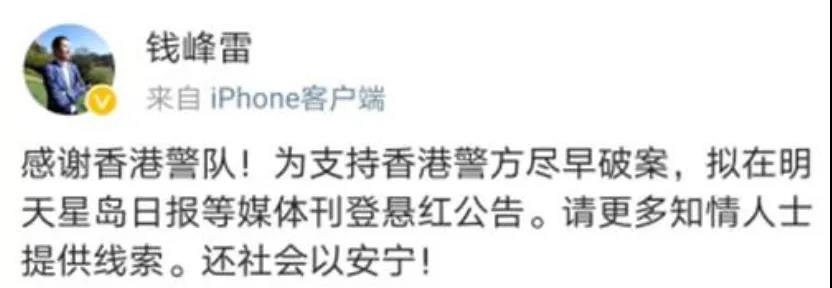 钱峰雷
来自 iPhone客户端
感谢香港警队！为支持香港警方尽早破案，拟在明
天星岛日报等媒体刊登悬红公告。请更多知情人士
提供线索。还社会以安宁！